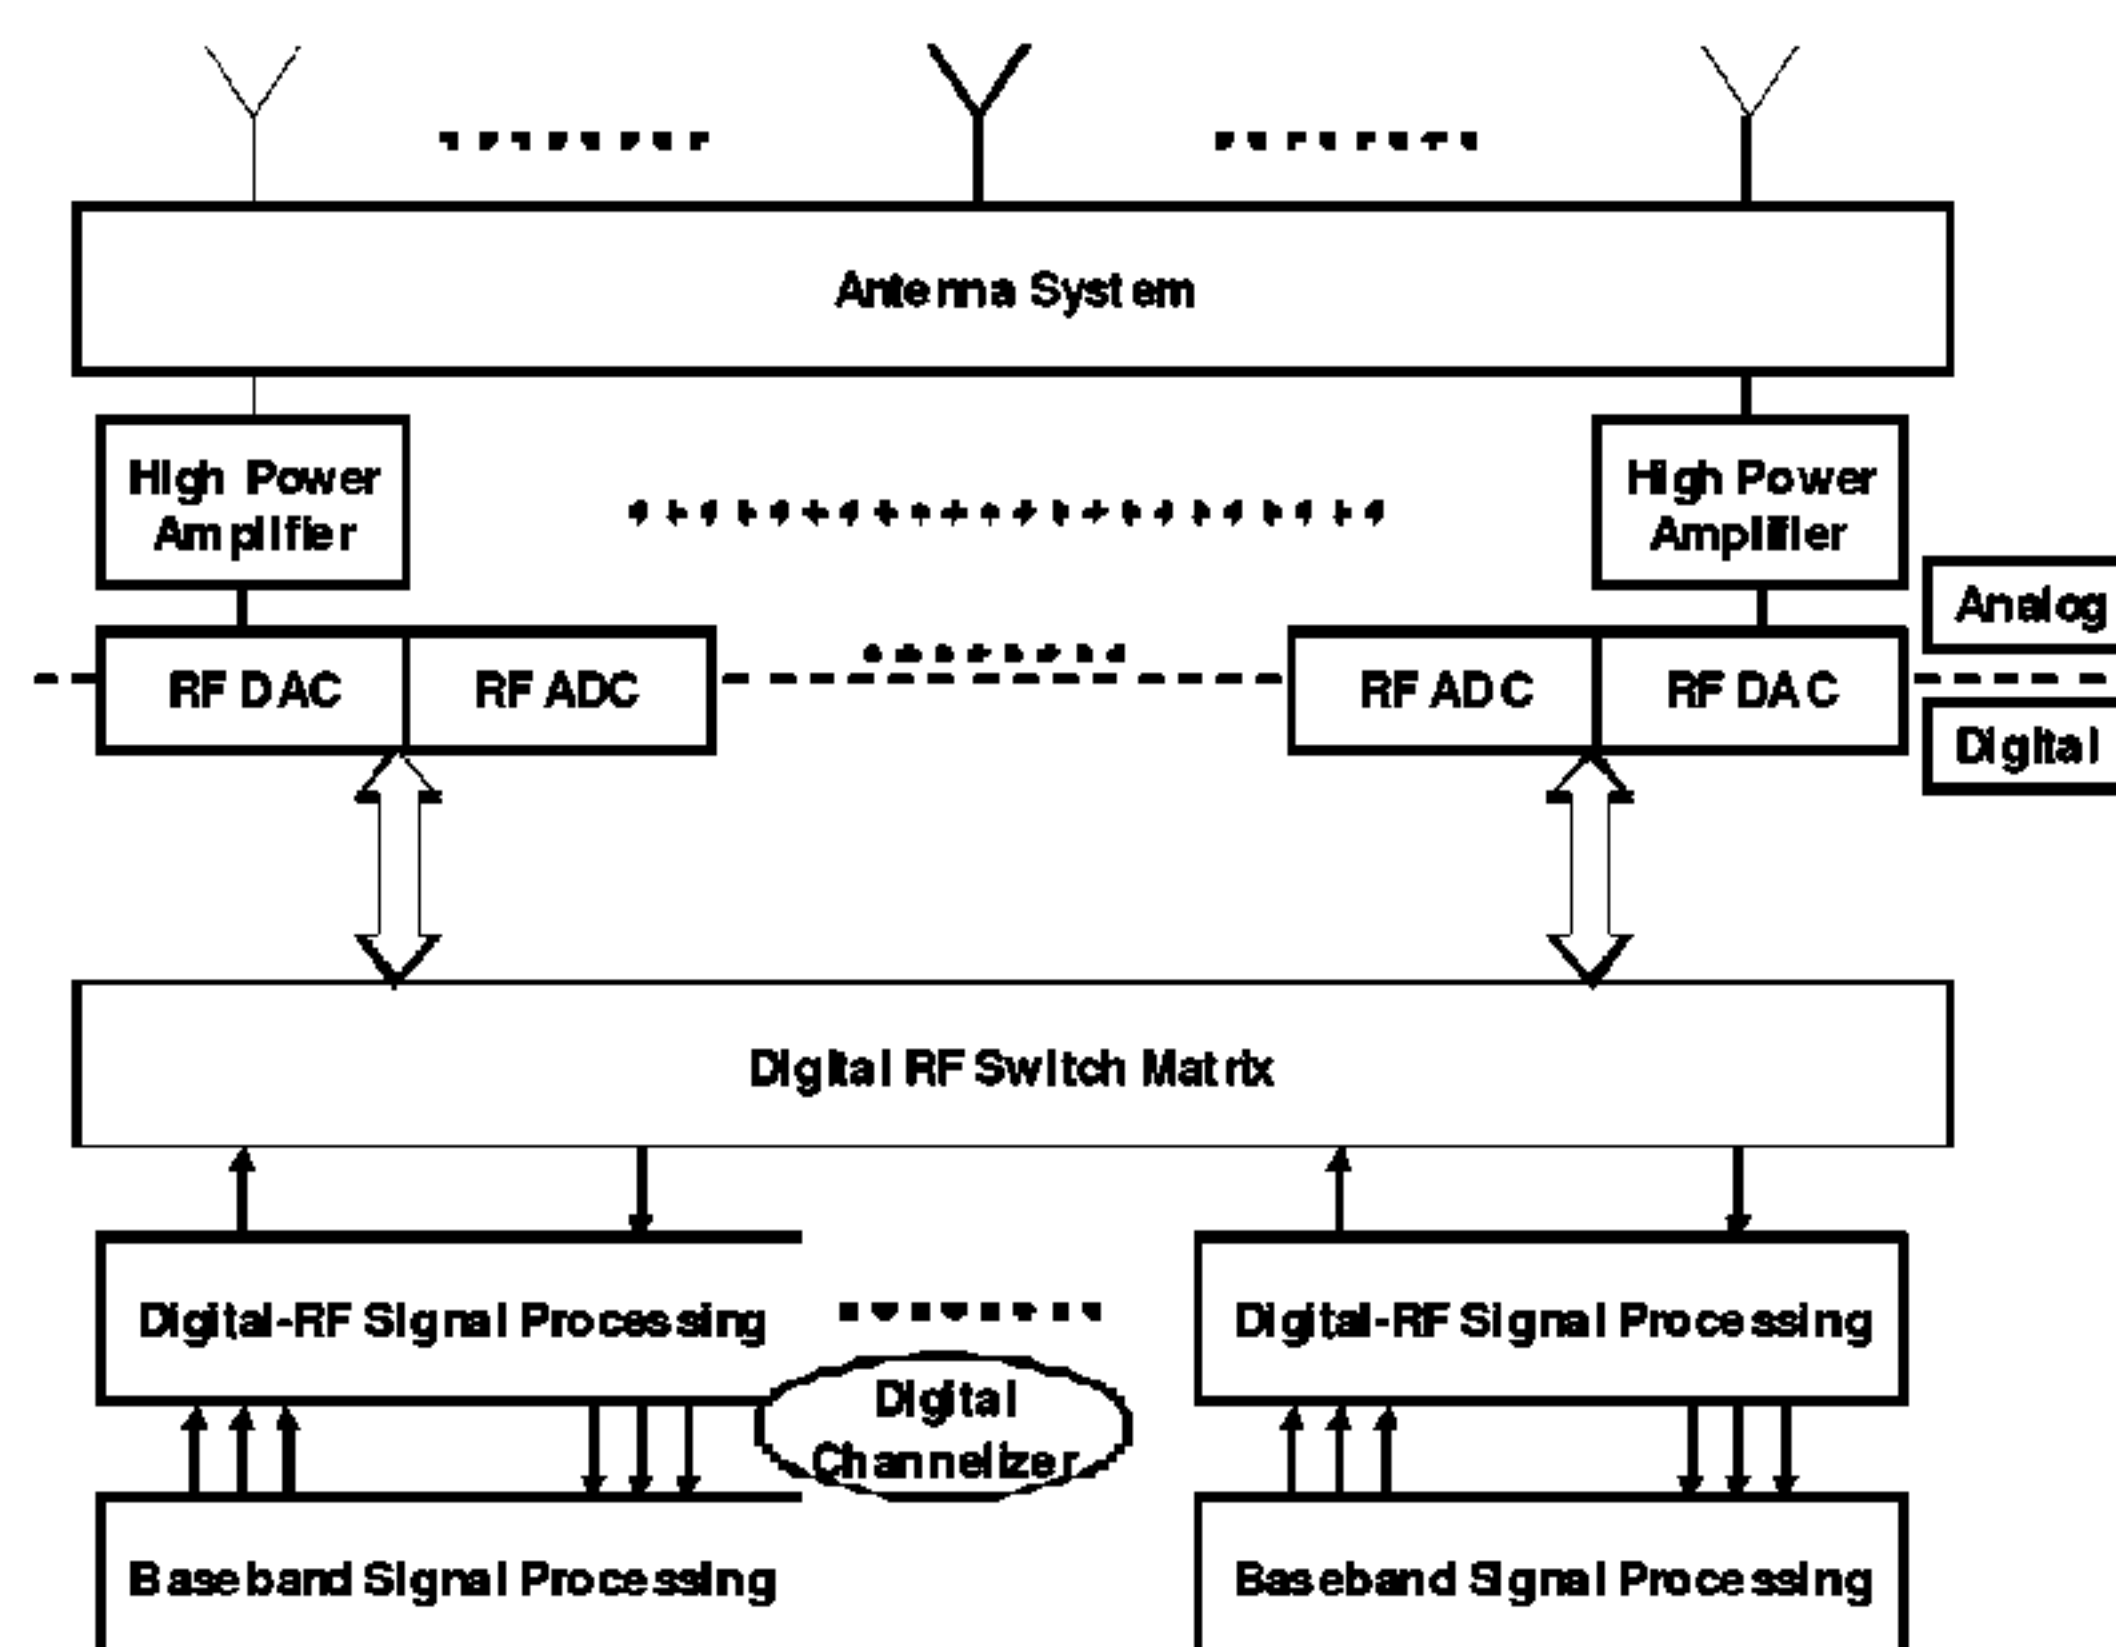 Antenna System
High Power
Amplifier
High Power
Amplifier
Analog
RF DAC
RF ADC
RF ADC
RF DAC
Digital
Digital RF Switch Matrix
Digital-RF Signal Processing
Digital-RF Signal Processing
Digital
Channelizer
Baseband Signal Processing
Baseband Signal Processing